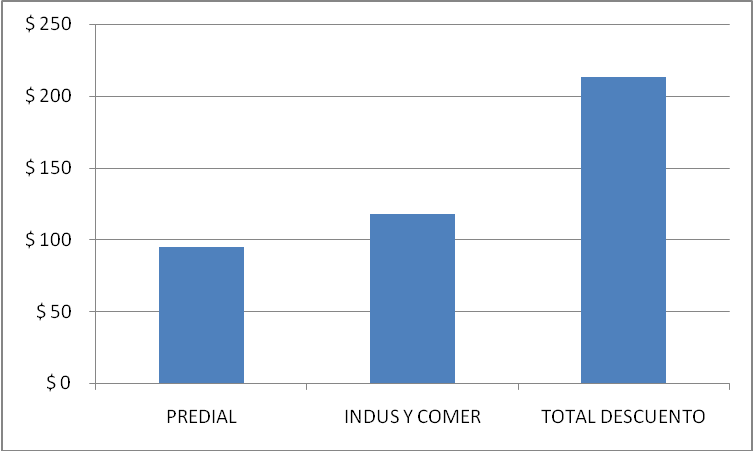 $ 250
$ 200
$ 150
$ 100
$ 50
$ 0
PREDIAL
INDUS Y COMER
TOTAL DESCUENTO